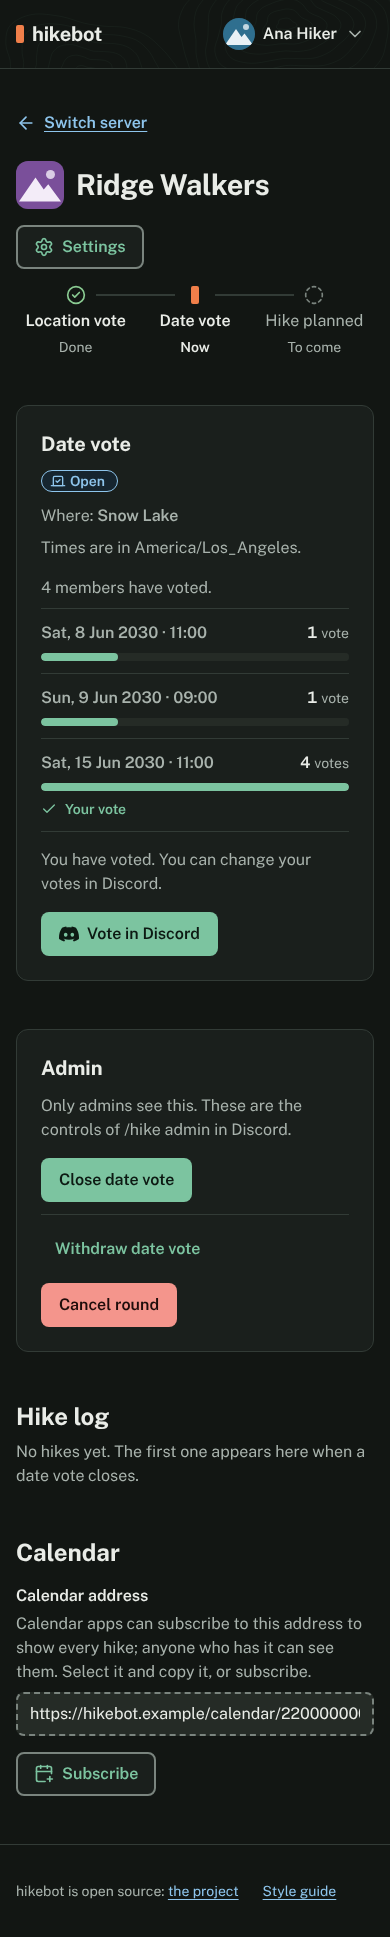 hikebot
Ana Hiker
Switch server
Ridge Walkers
Settings
Location vote
Done
Date vote
Now
Hike planned
To come
Date vote
Open
Where: Snow Lake
Times are in America/Los_Angeles.
4 members have voted.
Sat, 8 Jun 2030 · 11:00
1 vote
Sun, 9 Jun 2030 · 09:00
1 vote
Sat, 15 Jun 2030 · 11:00
4 votes
Your vote
You have voted. You can change your
votes in Discord.
Vote in Discord
Admin
Only admins see this. These are the
controls of /hike admin in Discord.
Close date vote
Withdraw date vote
Cancel round
Hike log
No hikes yet. The first one appears here when a
date vote closes.
Calendar
Calendar address
Calendar apps can subscribe to this address to
show every hike; anyone who has it can see
them. Select it and copy it, or subscribe.
https://hikebot.example/calendar/22000000
Subscribe
hikebot is open source: the project
Style guide